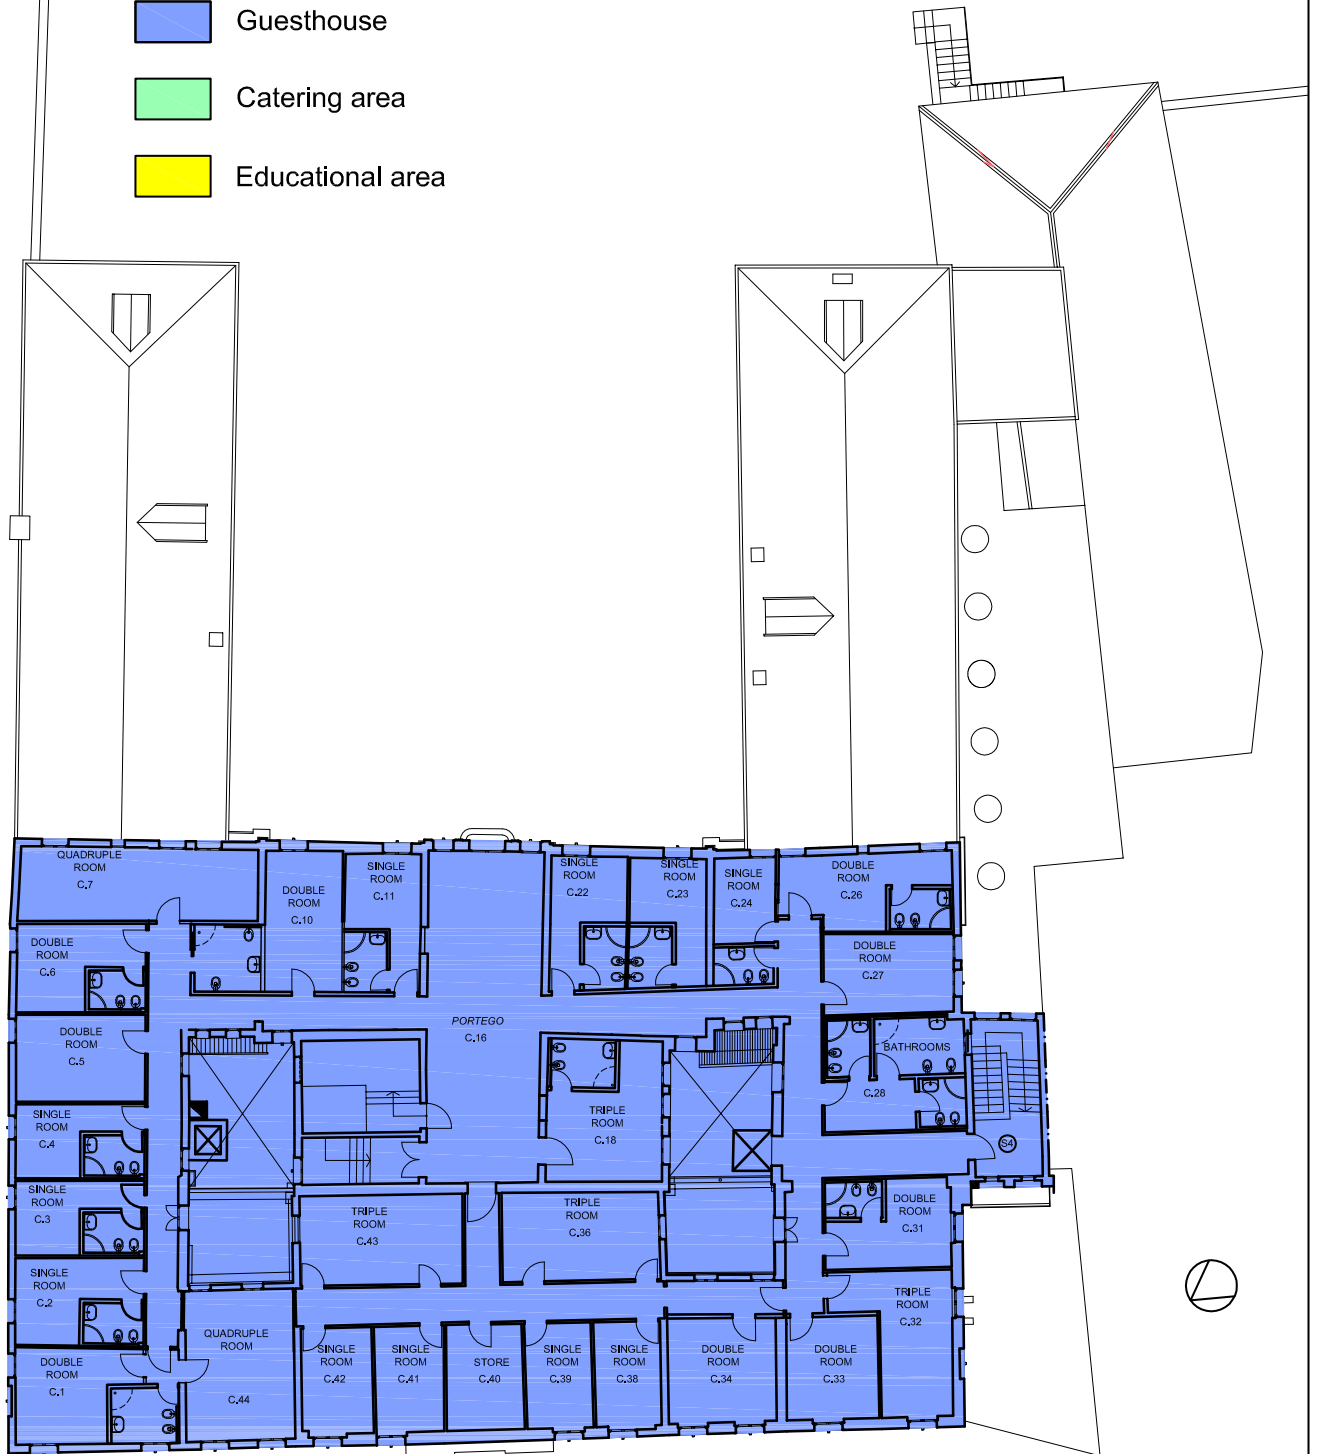 Guesthouse
Catering area
Educational area
QUADRUPLE
ROOM
C.7
DOUBLE
ROOM
C.10
SINGLE
ROOM
C.11
SINGLE
ROOM
C.22
SINGLE
ROOM
C.23
SINGLE
ROOM
C.24
DOUBLE
ROOM
C.26
DOUBLE
ROOM
C.6
DOUBLE
ROOM
C.27
DOUBLE
ROOM
C.5
PORTEGO
C.16
BATHROOMS
C.28
SINGLE
ROOM
C.4
TRIPLE
ROOM
C.18
S4
SINGLE
ROOM
C.3
TRIPLE
ROOM
C.43
TRIPLE
ROOM
C.36
DOUBLE
ROOM
C.31
SINGLE
ROOM
C.2
TRIPLE
ROOM
C.32
DOUBLE
ROOM
C.1
QUADRUPLE
ROOM
C.44
SINGLE
ROOM
C.42
SINGLE
ROOM
C.41
STORE
C.40
SINGLE
ROOM
C.39
SINGLE
ROOM
C.38
DOUBLE
ROOM
C.34
DOUBLE
ROOM
C.33